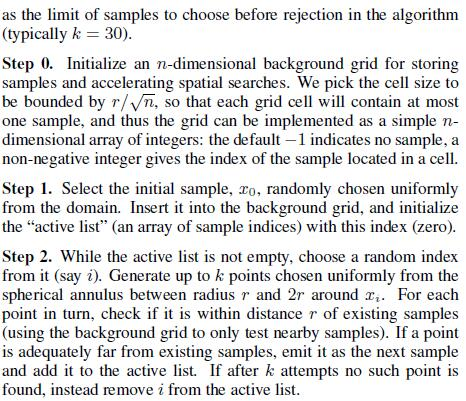 as the limit of samples to choose before rejection in the algorithm
(typically k = 30).
Step 0. Initialize an n-dimensional background grid for storing
samples and accelerating spatial searches. We pick the cell size to
be bounded by r/√n, so that each grid cell will contain at most
one sample, and thus the grid can be implemented as a simple n-
dimensional array of integers: the default −1 indicates no sample, a
non-negative integer gives the index of the sample located in a cell.
Step 1. Select the initial sample, x₀, randomly chosen uniformly
from the domain. Insert it into the background grid, and initialize
the “active list” (an array of sample indices) with this index (zero).
Step 2. While the active list is not empty, choose a random index
from it (say i). Generate up to k points chosen uniformly from the
spherical annulus between radius r and 2r around xᵢ. For each
point in turn, check if it is within distance r of existing samples
(using the background grid to only test nearby samples). If a point
is adequately far from existing samples, emit it as the next sample
and add it to the active list. If after k attempts no such point is
found, instead remove i from the active list.